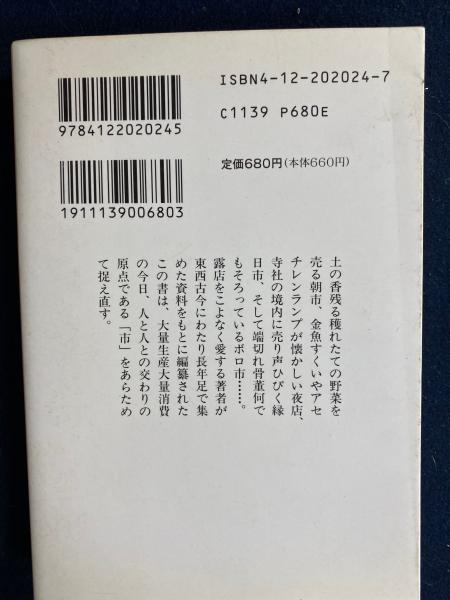 ISBN4-12-202024-7
C1139 P680E
9784122020245
定価680円(本体660円)
1911139006803
土の香残る穫れたての野菜を
売る朝市、金魚すくいやアセ
チレンランプが懐かしい夜店、
寺社の境内に売り声ひびく縁
日市、そして端切れ骨董何で
もそろっているボロ市……。
露店をこよなく愛する著者が
東西古今にわたり長年足で集
めた資料をもとに編纂された
この書は、大量生産大量消費
の今日、人と人との交わりの
原点である「市」をあらため
て捉え直す。